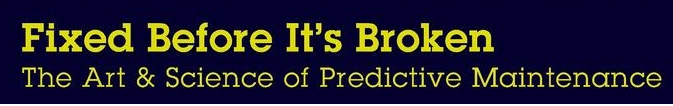 Fixed Before It's Broken
The Art & Science of Predictive Maintenance